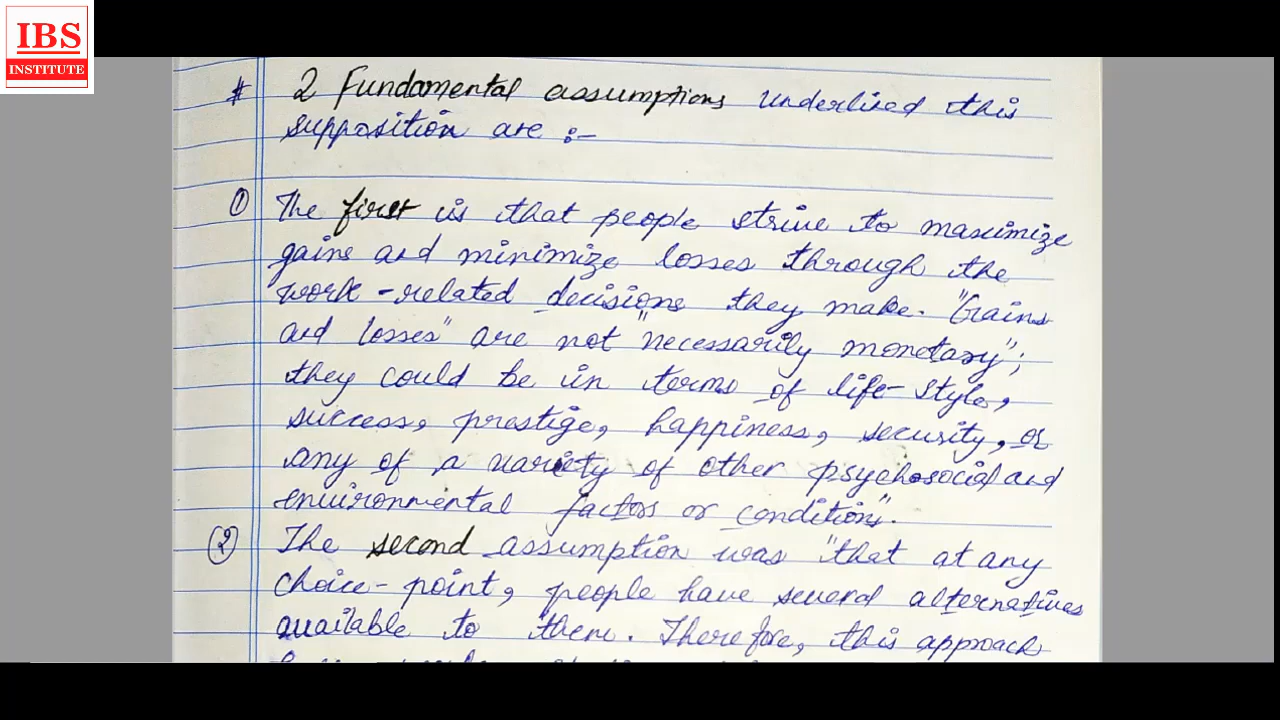 IBS
INSTITUTE
# 2 Fundamental assumptions underlined this
supposition are :-
① The first is that people strive to maximize
gains and minimize losses through the
work-related decisions they make. "Gains
and losses" are not "necessarily monetary";
they could be in terms of life-style,
success, prestige, happiness, security, or
any of a variety of other psychosocial and
environmental factors or condition".
② The second assumption was "that at any
choice-point, people have several alternatives
available to them. Therefore, this approach